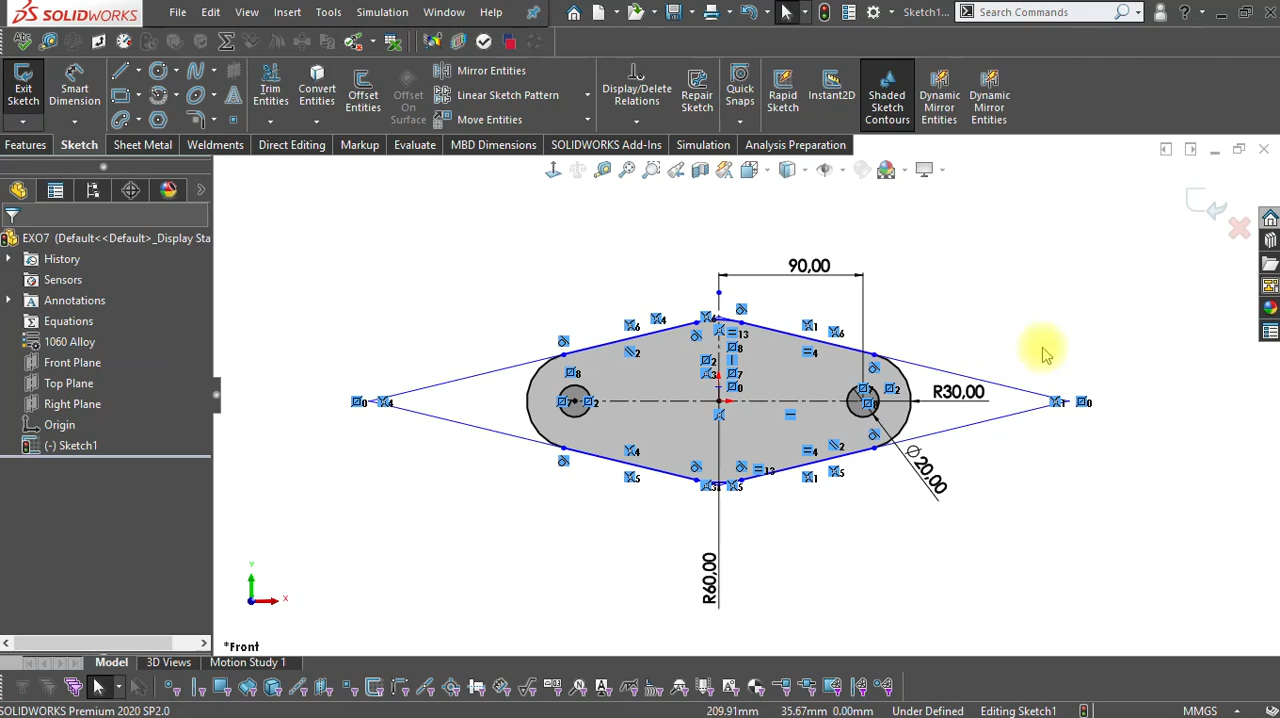 SOLIDWORKS File Edit View Insert Tools Simulation Window Help Sketch1... Search Commands
Exit Sketch
Smart Dimension
Trim Entities
Convert Entities
Offset Entities
Offset On Surface
Mirror Entities
Linear Sketch Pattern
Move Entities
Display/Delete Relations
Repair Sketch
Quick Snaps
Rapid Sketch
Instant2D
Shaded Sketch Contours
Dynamic Mirror Entities
Dynamic Mirror Entities
Features Sketch Sheet Metal Weldments Direct Editing Markup Evaluate MBD Dimensions SOLIDWORKS Add-Ins Simulation Analysis Preparation
EXO7 (Default<<Default>_Display Sta
History
Sensors
Annotations
Equations
1060 Alloy
Front Plane
Top Plane
Right Plane
Origin
(-) Sketch1
90,00
R30,00
∅20,00
R60,00
Y
X
*Front
Model 3D Views Motion Study 1
SOLIDWORKS Premium 2020 SP2.0 209.91mm 35.67mm 0.00mm Under Defined Editing Sketch1 MMGS